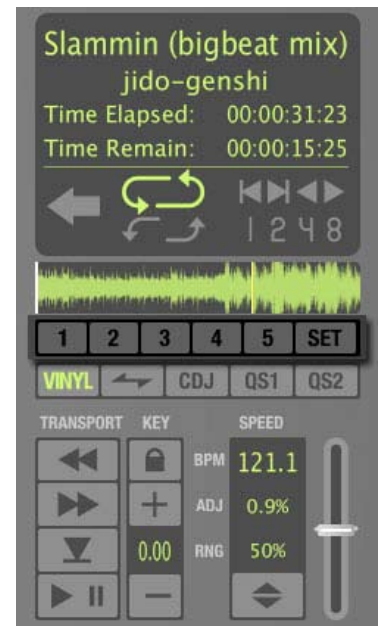 Slammin (bigbeat mix)
jido-genshi
Time Elapsed: 00:00:31:23
Time Remain: 00:00:15:25
1 2 4 8
1 2 3 4 5 SET
VINYL CDJ QS1 QS2
TRANSPORT KEY SPEED
BPM 121.1
ADJ 0.9%
0.00 RNG 50%